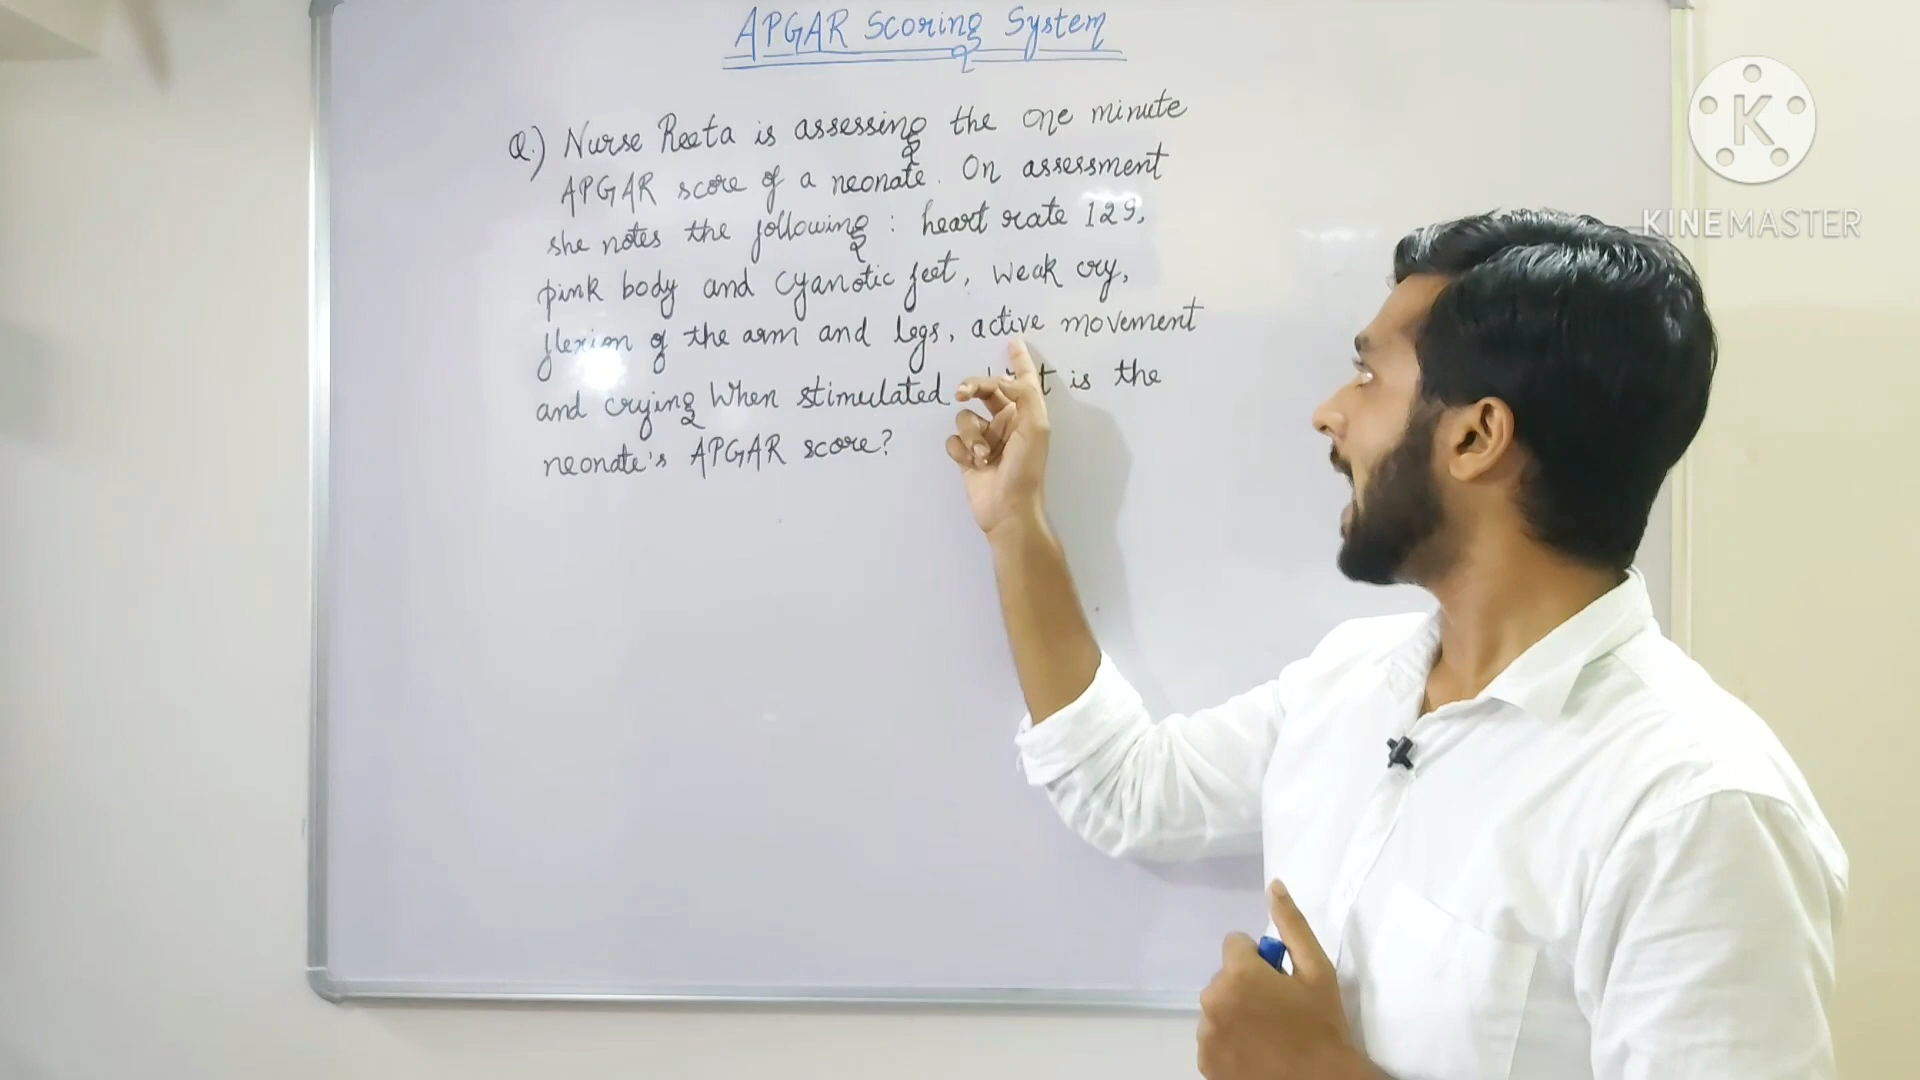 APGAR Scoring System
Q.) Nurse Reeta is assessing the one minute
APGAR score of a neonate. On assessment
she notes the following : heart rate 129,
pink body and cyanotic feet, weak cry,
flexion of the arm and legs, active movement
and crying When stimulated. is the
neonate's APGAR score?
K
KINEMASTER